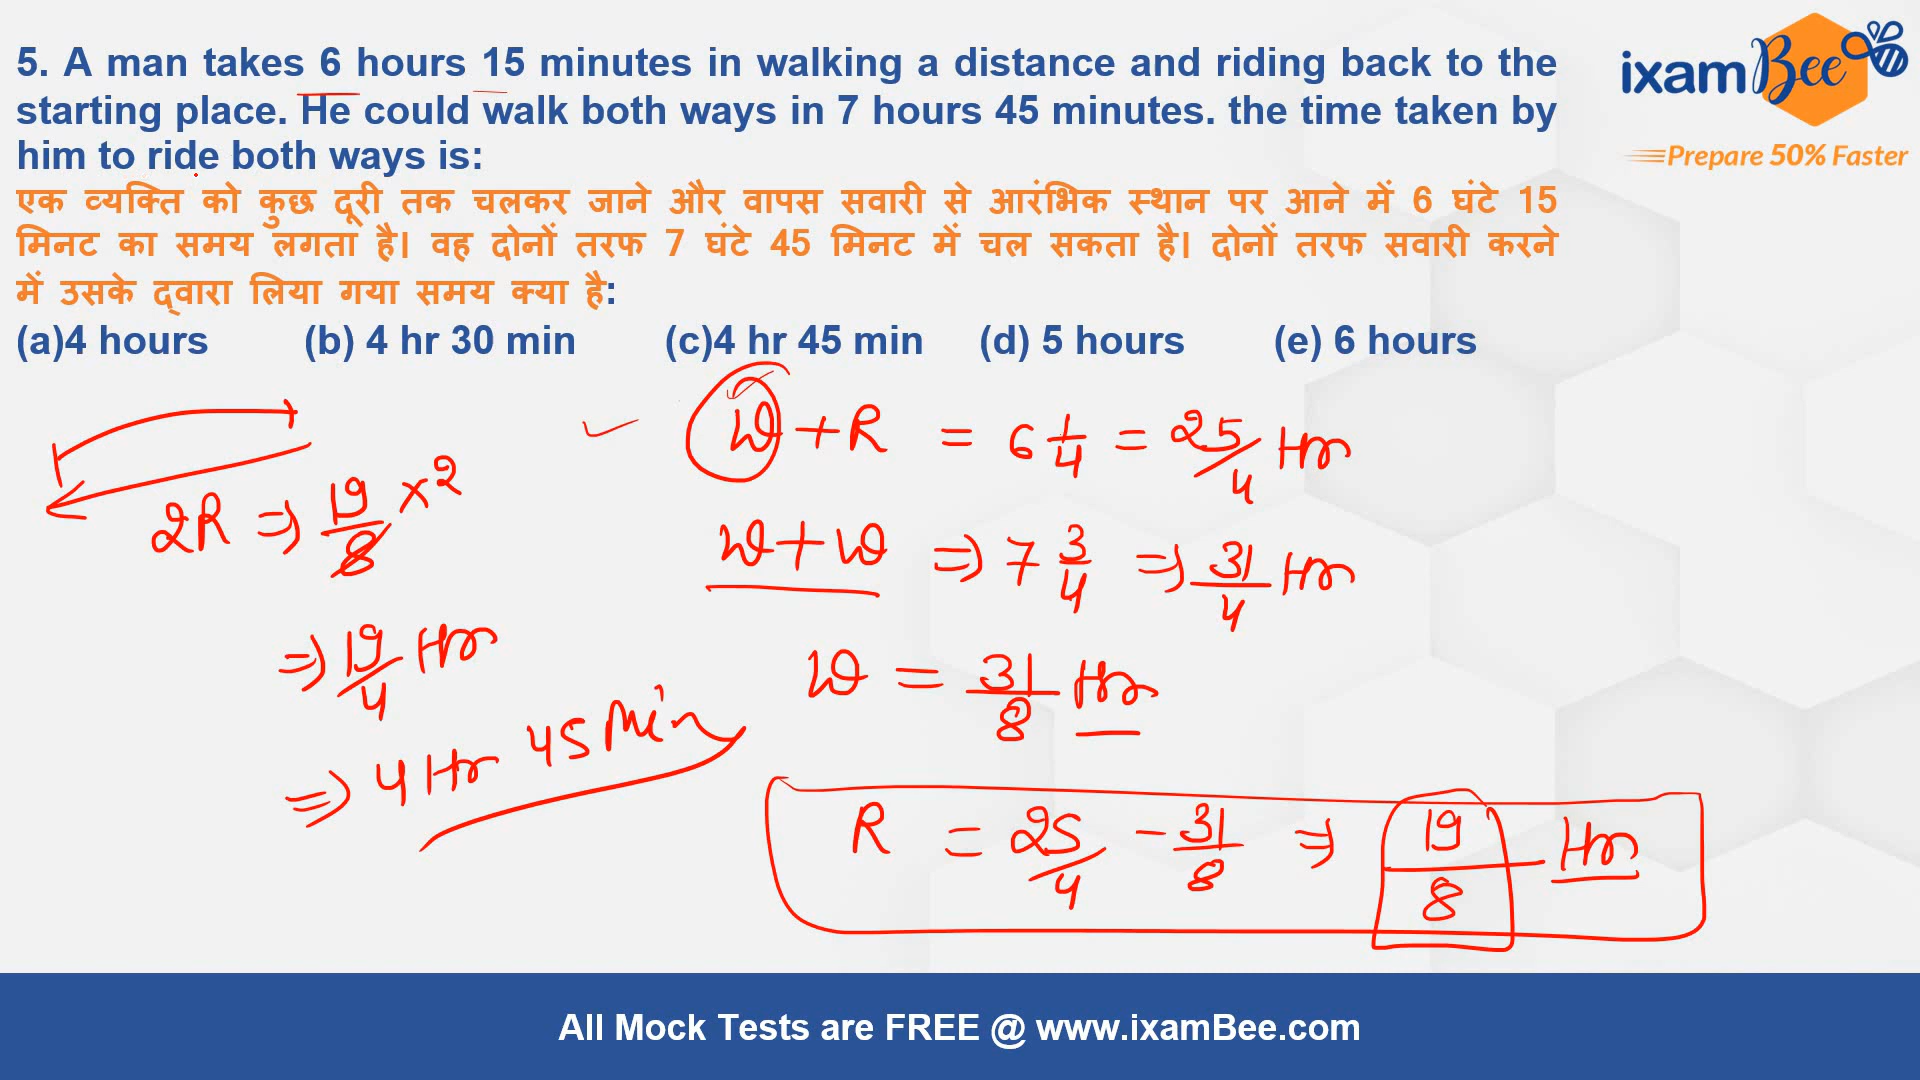 5. A man takes 6 hours 15 minutes in walking a distance and riding back to the
starting place. He could walk both ways in 7 hours 45 minutes. the time taken by
him to ride both ways is:
एक व्यक्ति को कुछ दूरी तक चलकर जाने और वापस सवारी से आरंभिक स्थान पर आने में 6 घंटे 15
मिनट का समय लगता है। वह दोनों तरफ 7 घंटे 45 मिनट में चल सकता है। दोनों तरफ सवारी करने
में उसके द्वारा लिया गया समय क्या है:
(a)4 hours (b) 4 hr 30 min (c)4 hr 45 min (d) 5 hours (e) 6 hours
ixamBee
Prepare 50% Faster
W + R = 6 1/4 = 25/4 Hr
W + W ⇒ 7 3/4 ⇒ 31/4 Hr
W = 31/8 Hr
R = 25/4 - 31/8 ⇒ 19/8 Hr
2R ⇒ 19/8 × 2
⇒ 19/4 Hr
⇒ 4 Hr 45 Min
All Mock Tests are FREE @ www.ixamBee.com